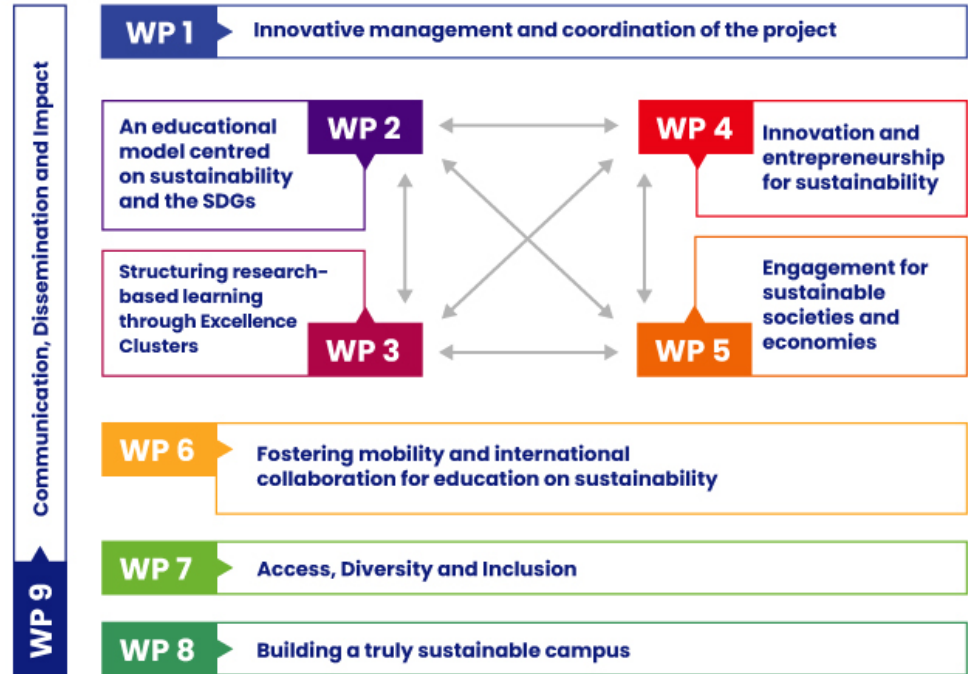 WP 1
Innovative management and coordination of the project
WP 2
An educational
model centred
on sustainability
and the SDGs
WP 4
Innovation and
entrepreneurship
for sustainability
Structuring research-
based learning
through Excellence
Clusters
WP 3
WP 5
Engagement for
sustainable
societies and
economies
WP 6
Fostering mobility and international
collaboration for education on sustainability
WP 7
Access, Diversity and Inclusion
WP 8
Building a truly sustainable campus
WP 9
Communication, Dissemination and Impact